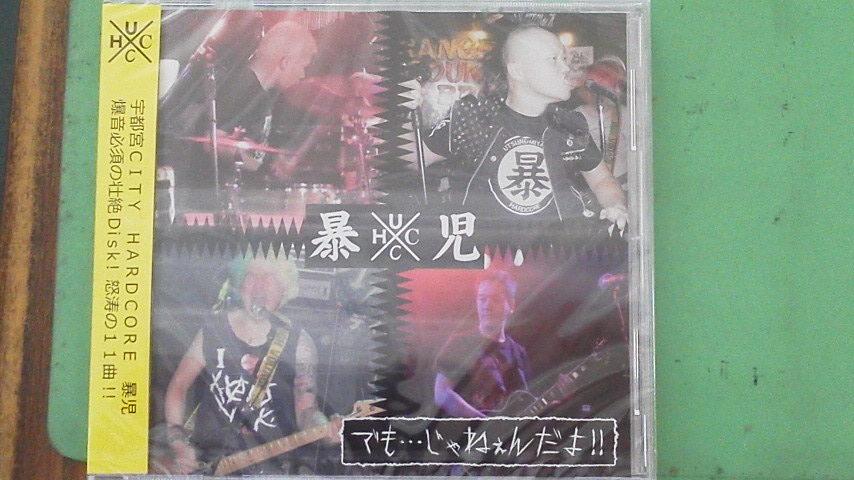 U
H C
C
宇都宮CITY HARDCORE 暴児
爆音必須の壮絶Disk! 怒涛の11曲!!
UTSUNOMIYA
暴
HARDCORE
暴
U
H C
C
児
でも…じゃねぇんだよ!!